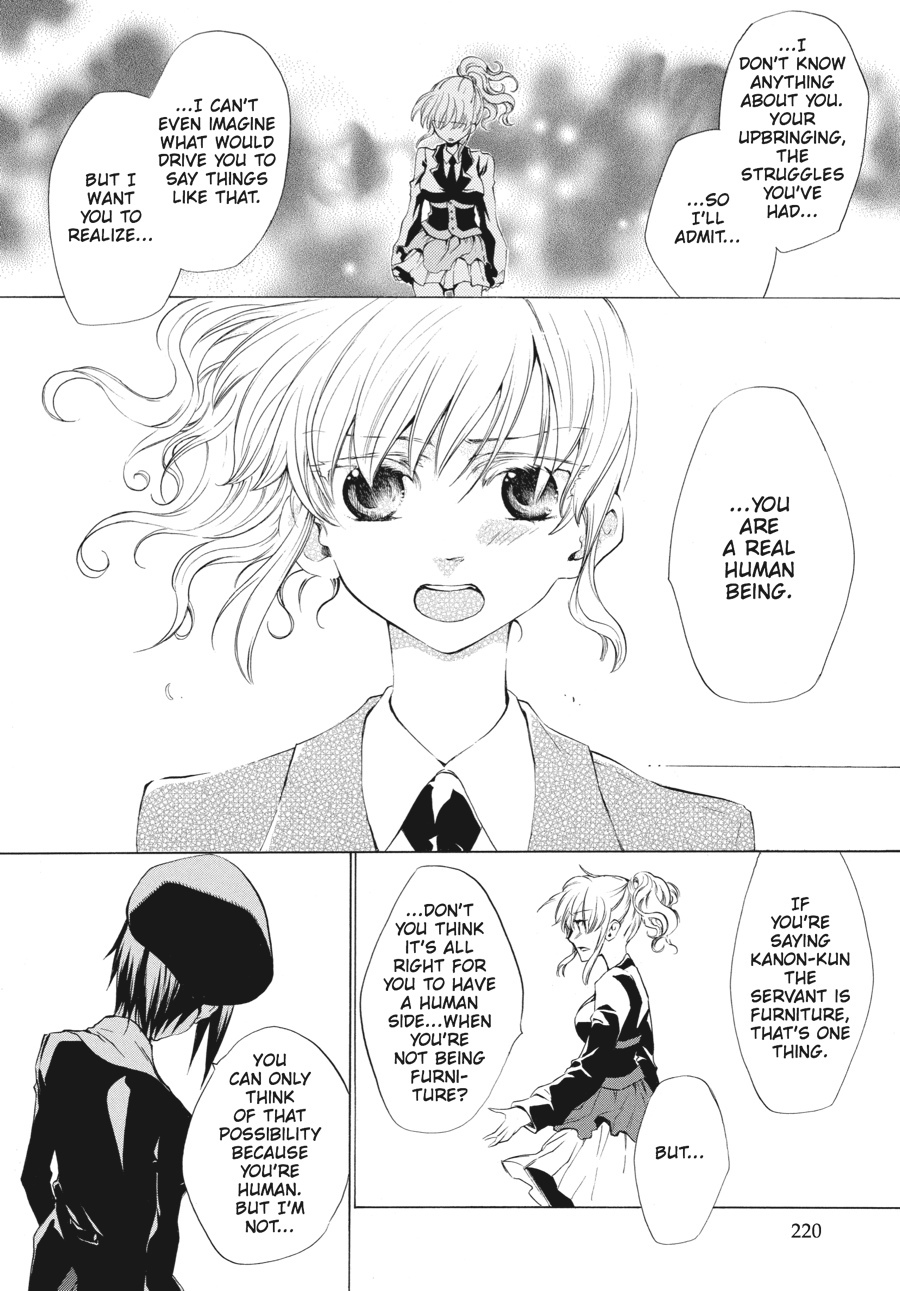 ...I
DON'T KNOW
ANYTHING
ABOUT YOU.
YOUR
UPBRINGING,
THE
STRUGGLES
YOU'VE
HAD...
...SO
I'LL
ADMIT...
...I CAN'T
EVEN IMAGINE
WHAT WOULD
DRIVE YOU TO
SAY THINGS
LIKE THAT.
BUT I
WANT
YOU TO
REALIZE...
...YOU
ARE
A REAL
HUMAN
BEING.
IF
YOU'RE
SAYING
KANON-KUN
THE
SERVANT IS
FURNITURE,
THAT'S ONE
THING.
BUT...
...DON'T
YOU THINK
IT'S ALL
RIGHT FOR
YOU TO HAVE
A HUMAN
SIDE...WHEN
YOU'RE
NOT BEING
FURNI-
TURE?
YOU
CAN ONLY
THINK
OF THAT
POSSIBILITY
BECAUSE
YOU'RE
HUMAN.
BUT I'M
NOT...
220